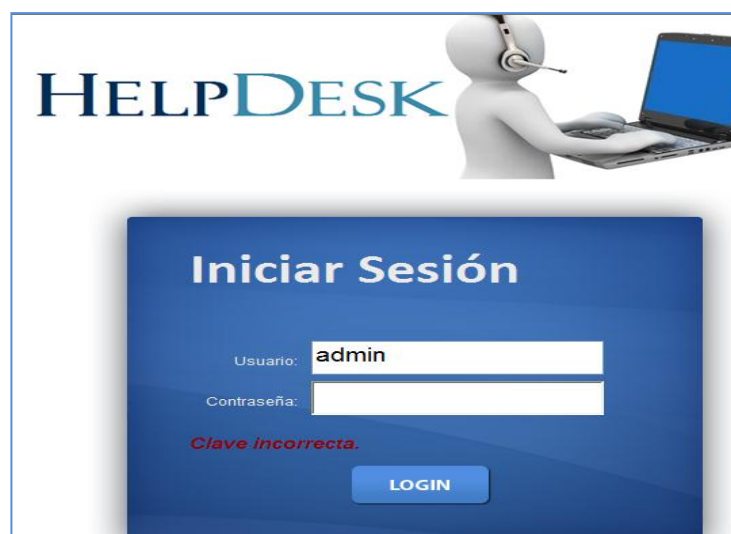 HELPDESK
Iniciar Sesión
Usuario: admin
Contraseña:
Clave incorrecta.
LOGIN